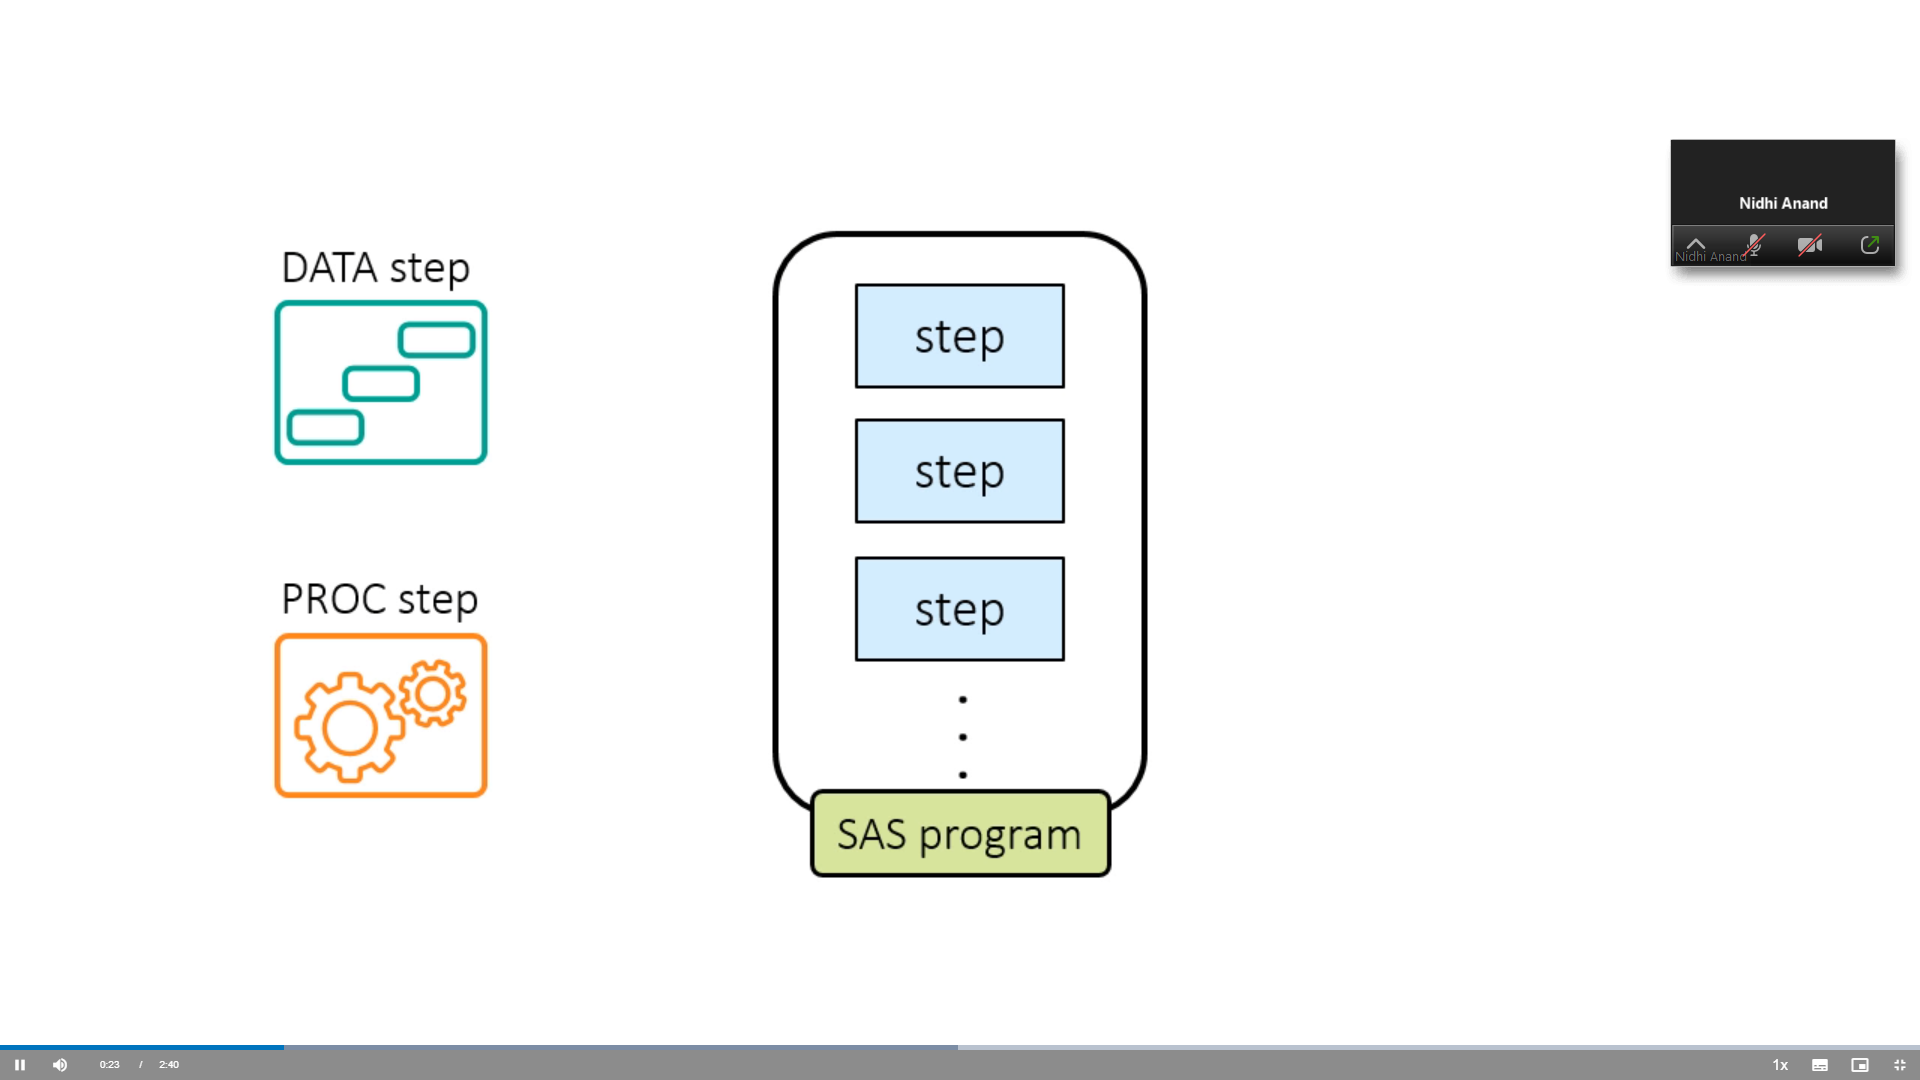 DATA step
PROC step
step
step
step
SAS program
Nidhi Anand
Nidhi Anand
0:23 / 2:40
1x